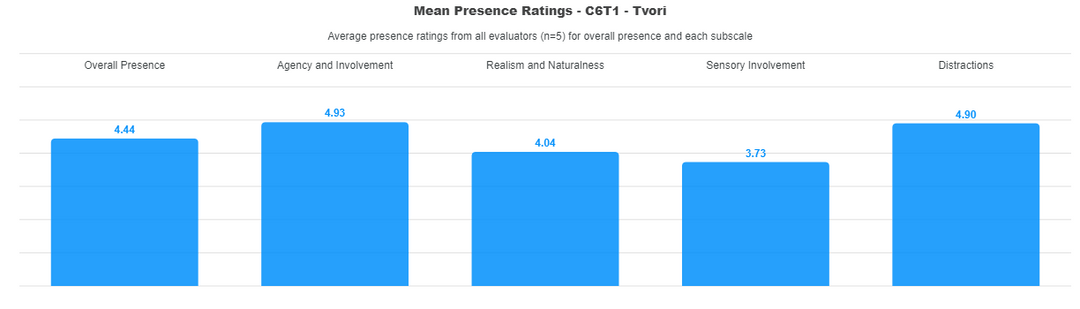 Mean Presence Ratings - C6T1 - Tvori
Average presence ratings from all evaluators (n=5) for overall presence and each subscale
Overall Presence Agency and Involvement Realism and Naturalness Sensory Involvement Distractions
4.44 4.93 4.04 3.73 4.90